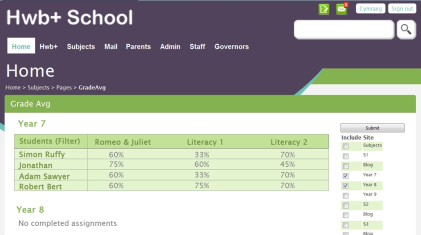 Hwb+ School
Cymraeg Sign out
Home Hwb+ Subjects Mail Parents Admin Staff Governors
Home
Home > Subjects > Pages > GradeAvg
Grade Avg
Year 7
Students (Filter) Romeo & Juliet Literacy 1 Literacy 2
Simon Ruffy 60% 33% 70%
Jonathan 75% 60% 45%
Adam Sawyer 60% 33% 70%
Robert Bert 60% 75% 70%
Year 8
No completed assignments
Submit
Include Site
Subjects
S1
Blog
Year 7
Year 8
Year 9
S2
Blog
S3
Blog